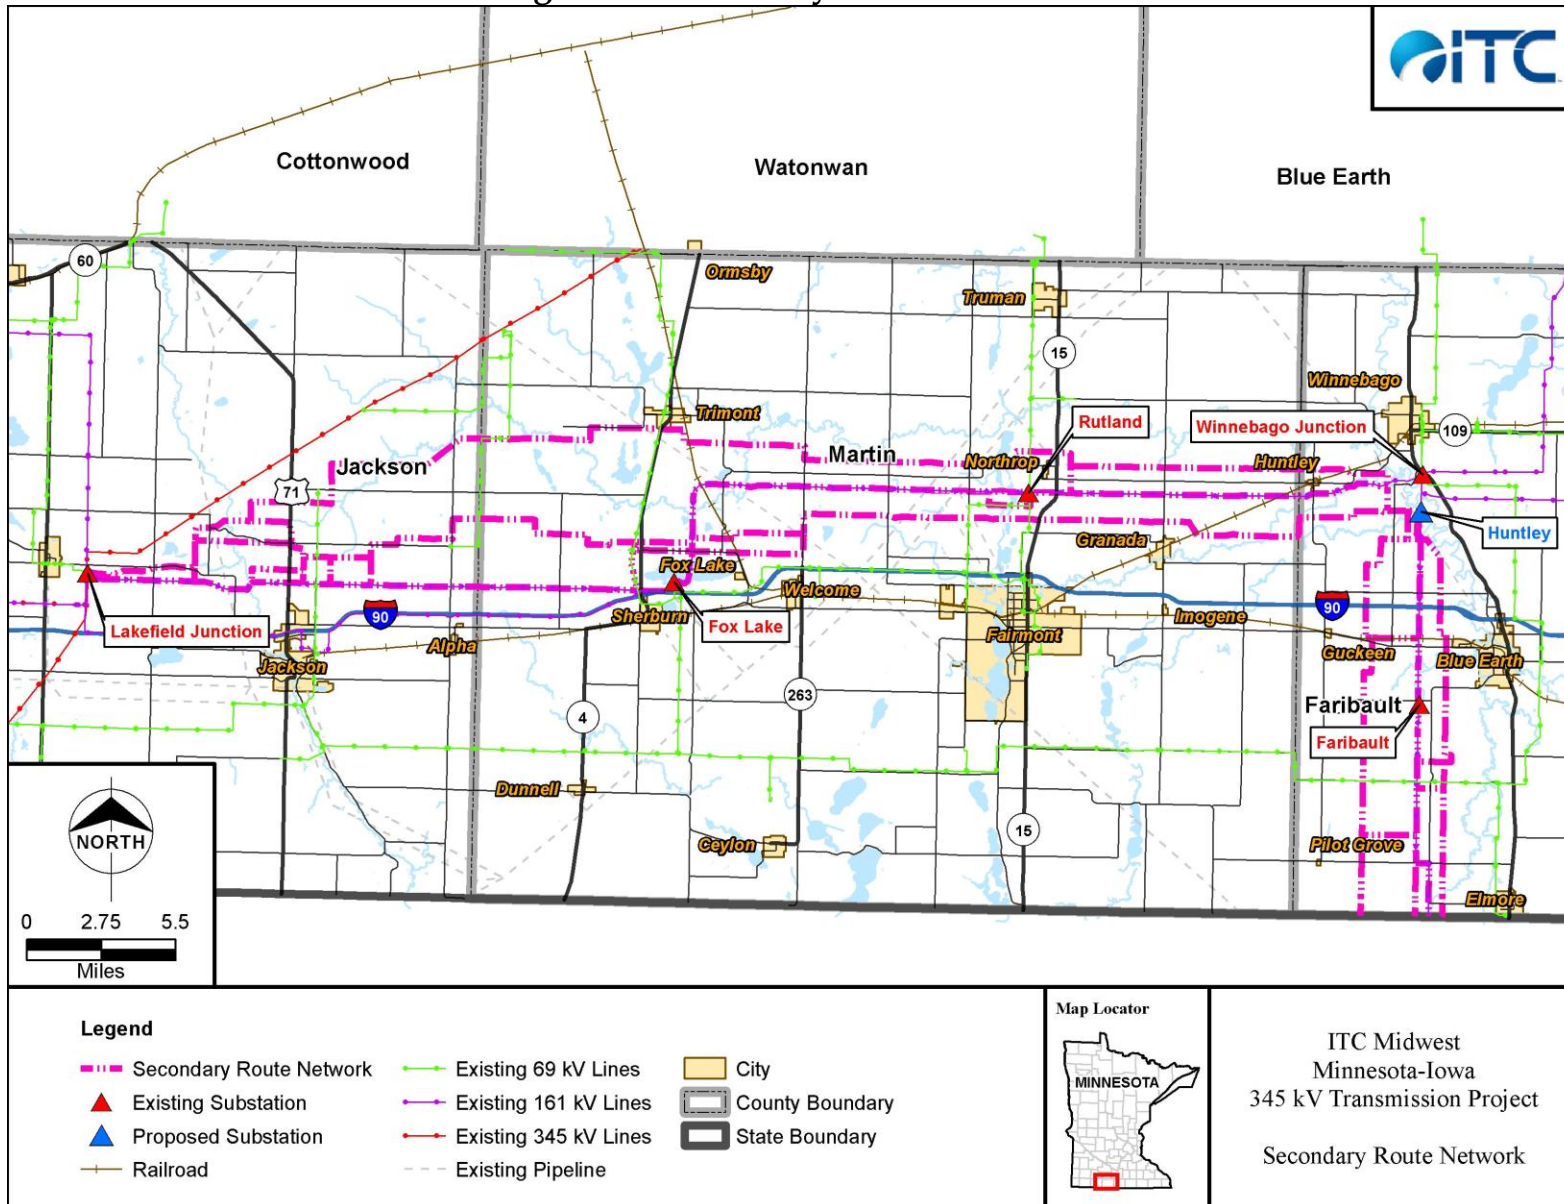 ITC
Cottonwood
Watonwan
Blue Earth
60
Ormsby
Truman
15
Winnebago
Trimont
Rutland
Winnebago Junction
109
Jackson
Martin
Northrop
Huntley
71
Huntley
Granada
Fox Lake
Welcome
90
90
Lakefield Junction
Sherburn
Fox Lake
Imogene
Alpha
Fairmont
Guckeen
Blue Earth
Jackson
263
4
Faribault
Faribault
Dunnell
15
Ceylon
Pilot Grove
Elmore
NORTH
0 2.75 5.5
Miles
Legend
Secondary Route Network
Existing Substation
Proposed Substation
Railroad
Existing 69 kV Lines
Existing 161 kV Lines
Existing 345 kV Lines
Existing Pipeline
City
County Boundary
State Boundary
Map Locator
MINNESOTA
ITC Midwest
Minnesota-Iowa
345 kV Transmission Project
Secondary Route Network